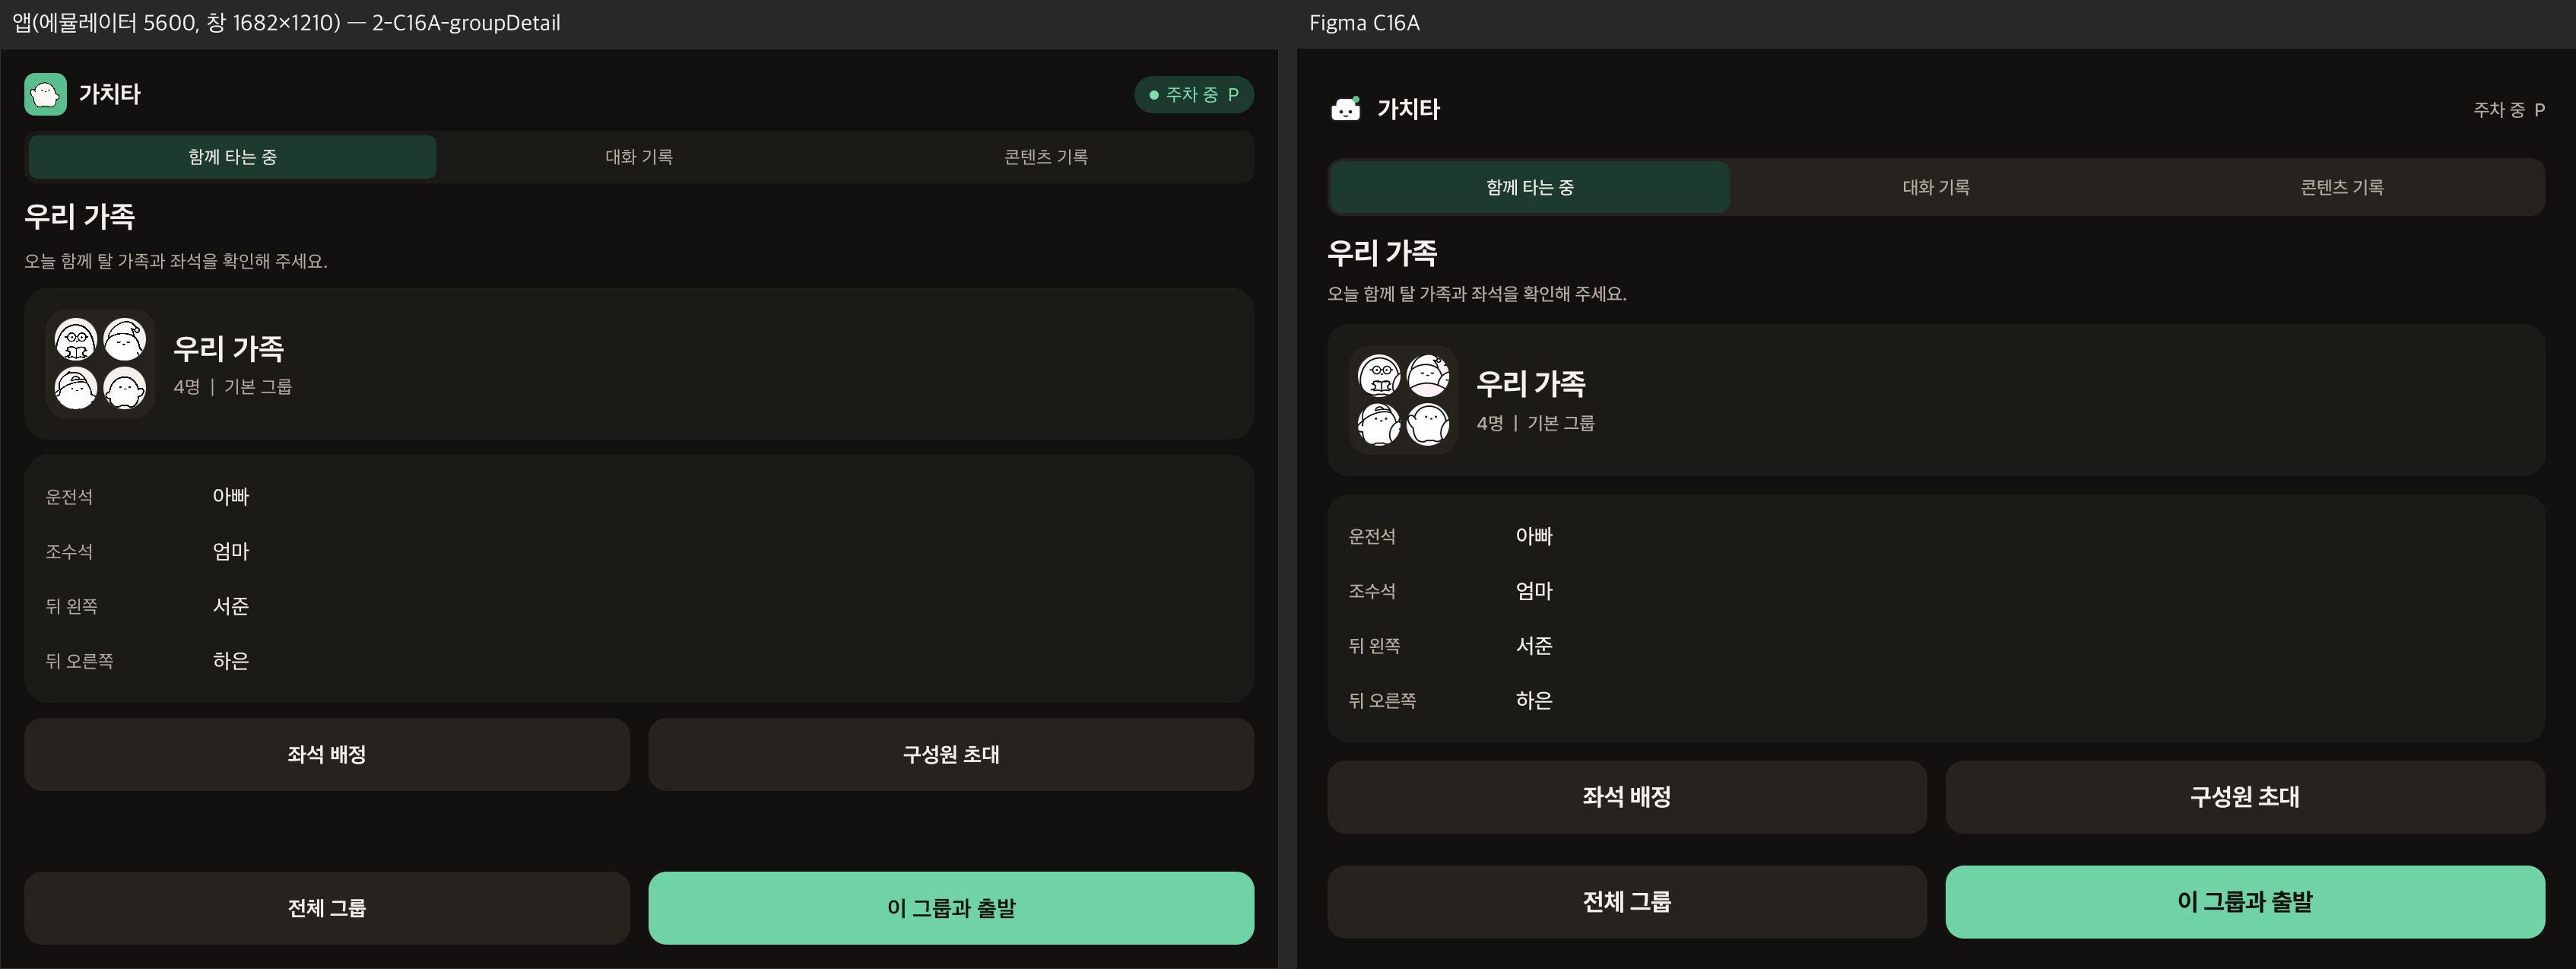 앱(에뮬레이터 5600, 창 1682×1210) — 2-C16A-groupDetail
가치타
주차 중 P
함께 타는 중 대화 기록 콘텐츠 기록
우리 가족
오늘 함께 탈 가족과 좌석을 확인해 주세요.
우리 가족
4명 | 기본 그룹
운전석 아빠
조수석 엄마
뒤 왼쪽 서준
뒤 오른쪽 하은
좌석 배정 구성원 초대
전체 그룹 이 그룹과 출발
Figma C16A
가치타
주차 중 P
함께 타는 중 대화 기록 콘텐츠 기록
우리 가족
오늘 함께 탈 가족과 좌석을 확인해 주세요.
우리 가족
4명 | 기본 그룹
운전석 아빠
조수석 엄마
뒤 왼쪽 서준
뒤 오른쪽 하은
좌석 배정 구성원 초대
전체 그룹 이 그룹과 출발